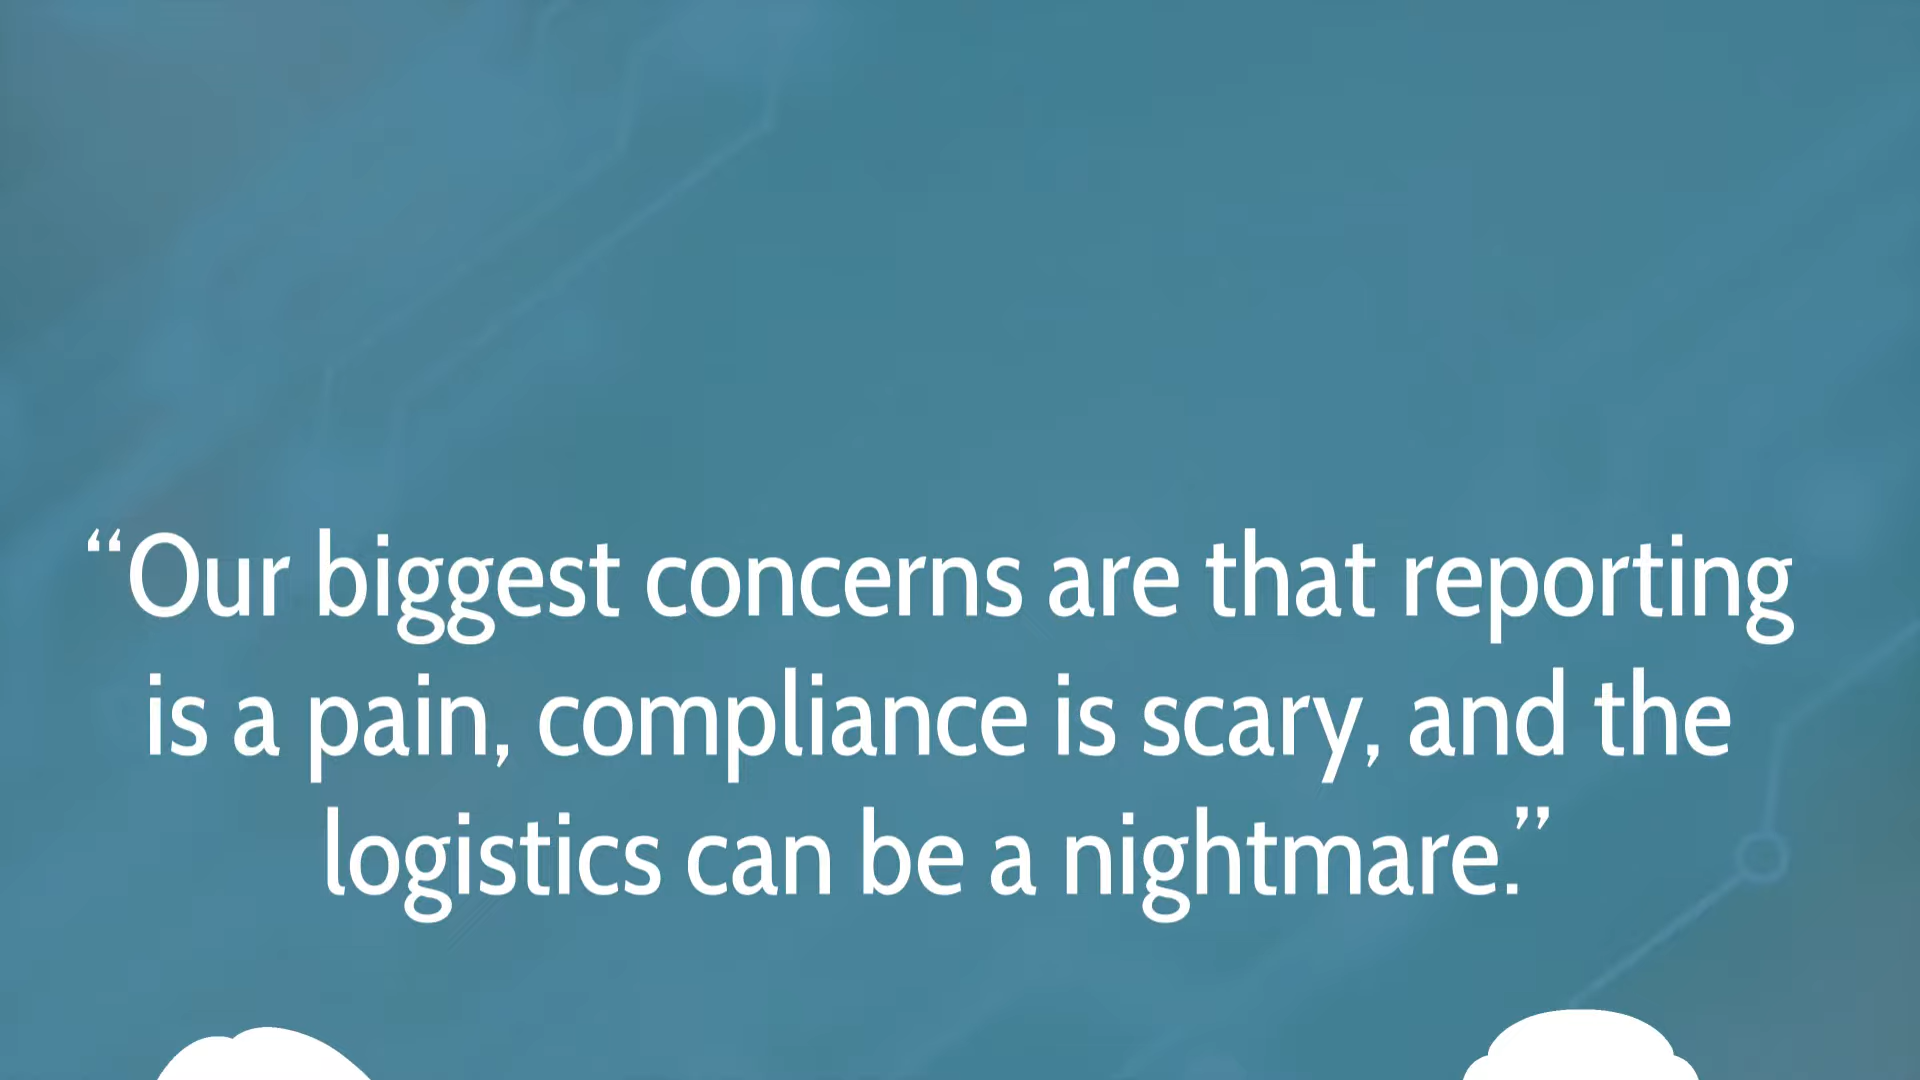 “Our biggest concerns are that reporting
is a pain, compliance is scary, and the
logistics can be a nightmare.”